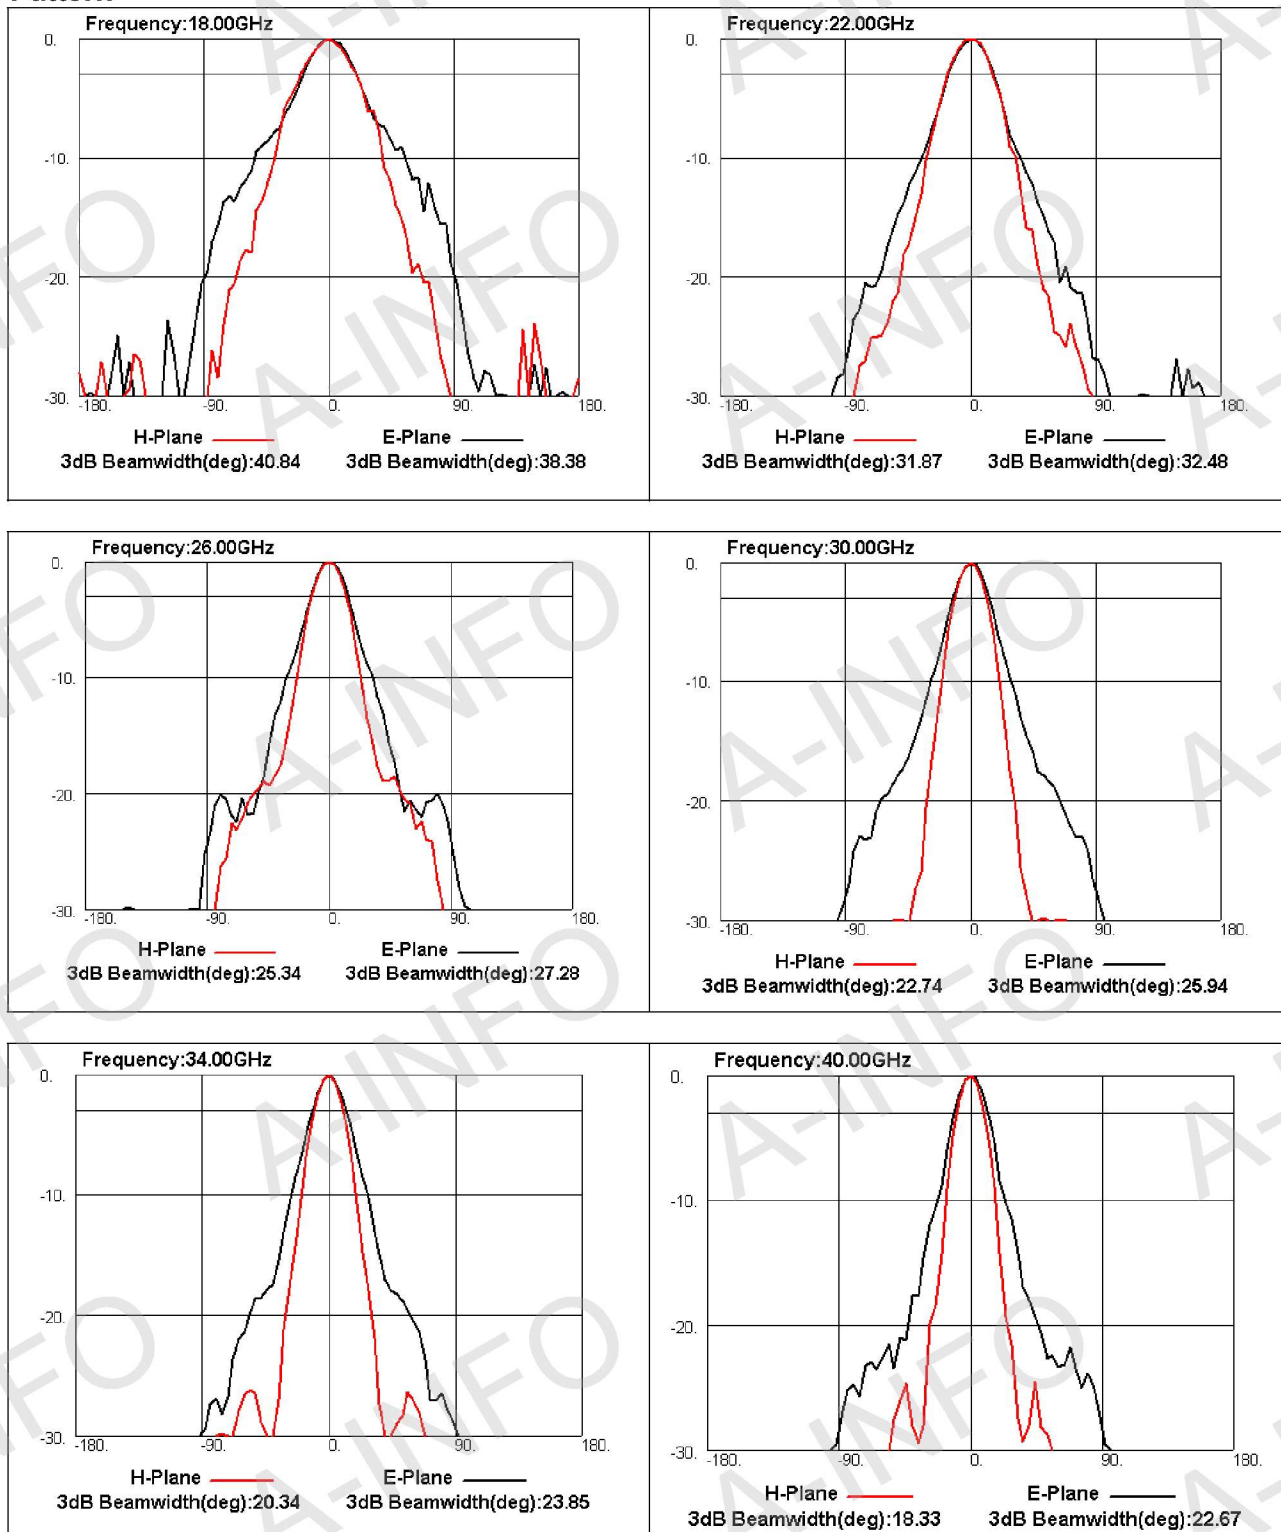 Frequency:18.00GHz
0.
-10.
-20.
-30.
-180. -90. 0. 90. 180.
H-Plane E-Plane
3dB Beamwidth(deg):40.84 3dB Beamwidth(deg):38.38
Frequency:22.00GHz
0.
-10.
-20.
-30.
-180. -90. 0. 90. 180.
H-Plane E-Plane
3dB Beamwidth(deg):31.87 3dB Beamwidth(deg):32.48
Frequency:26.00GHz
0.
-10.
-20.
-30.
-180. -90. 0. 90. 180.
H-Plane E-Plane
3dB Beamwidth(deg):25.34 3dB Beamwidth(deg):27.28
Frequency:30.00GHz
0.
-10.
-20.
-30.
-180. -90. 0. 90. 180.
H-Plane E-Plane
3dB Beamwidth(deg):22.74 3dB Beamwidth(deg):25.94
Frequency:34.00GHz
0.
-10.
-20.
-30.
-180. -90. 0. 90. 180.
H-Plane E-Plane
3dB Beamwidth(deg):20.34 3dB Beamwidth(deg):23.85
Frequency:40.00GHz
0.
-10.
-20.
-30.
-180. -90. 0. 90. 180.
H-Plane E-Plane
3dB Beamwidth(deg):18.33 3dB Beamwidth(deg):22.67
A-INFO
A-INFO
A-INFO
A-INFO
A-INFO
A-INFO